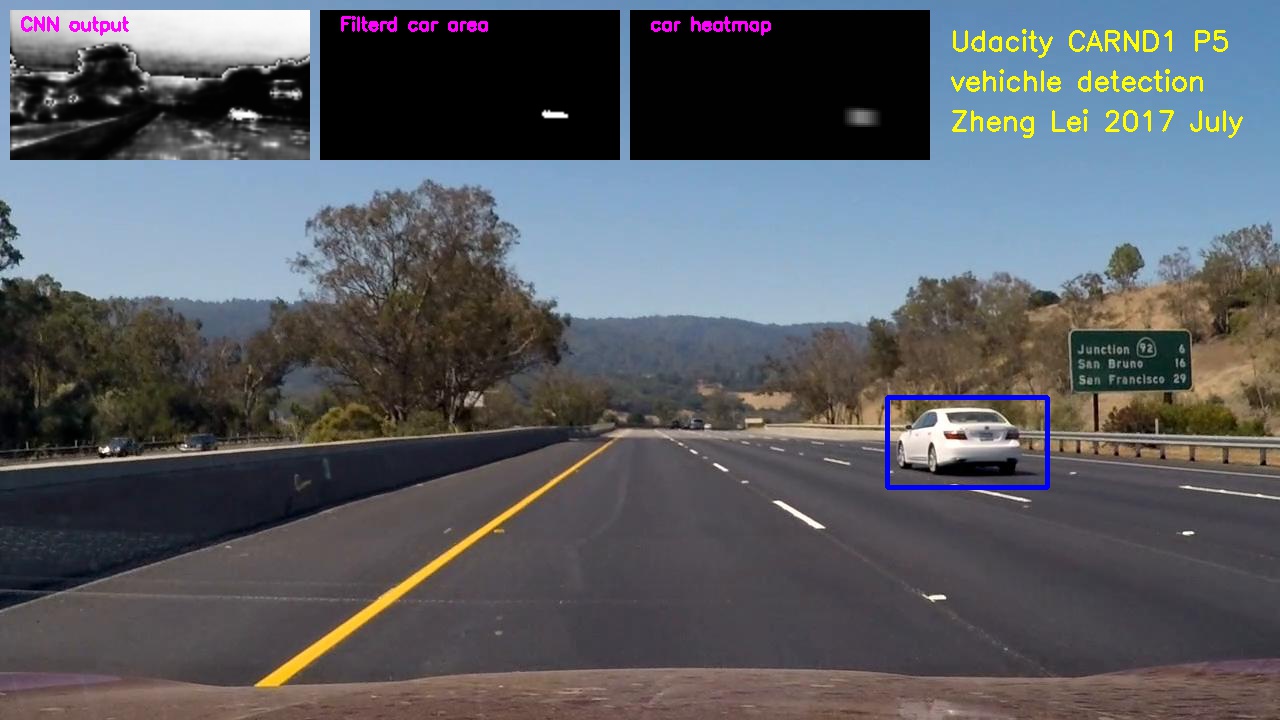 CNN output
Filterd car area
car heatmap
Udacity CARND1 P5
vehichle detection
Zheng Lei 2017 July
Junction 92 6
San Bruno 16
San Francisco 29